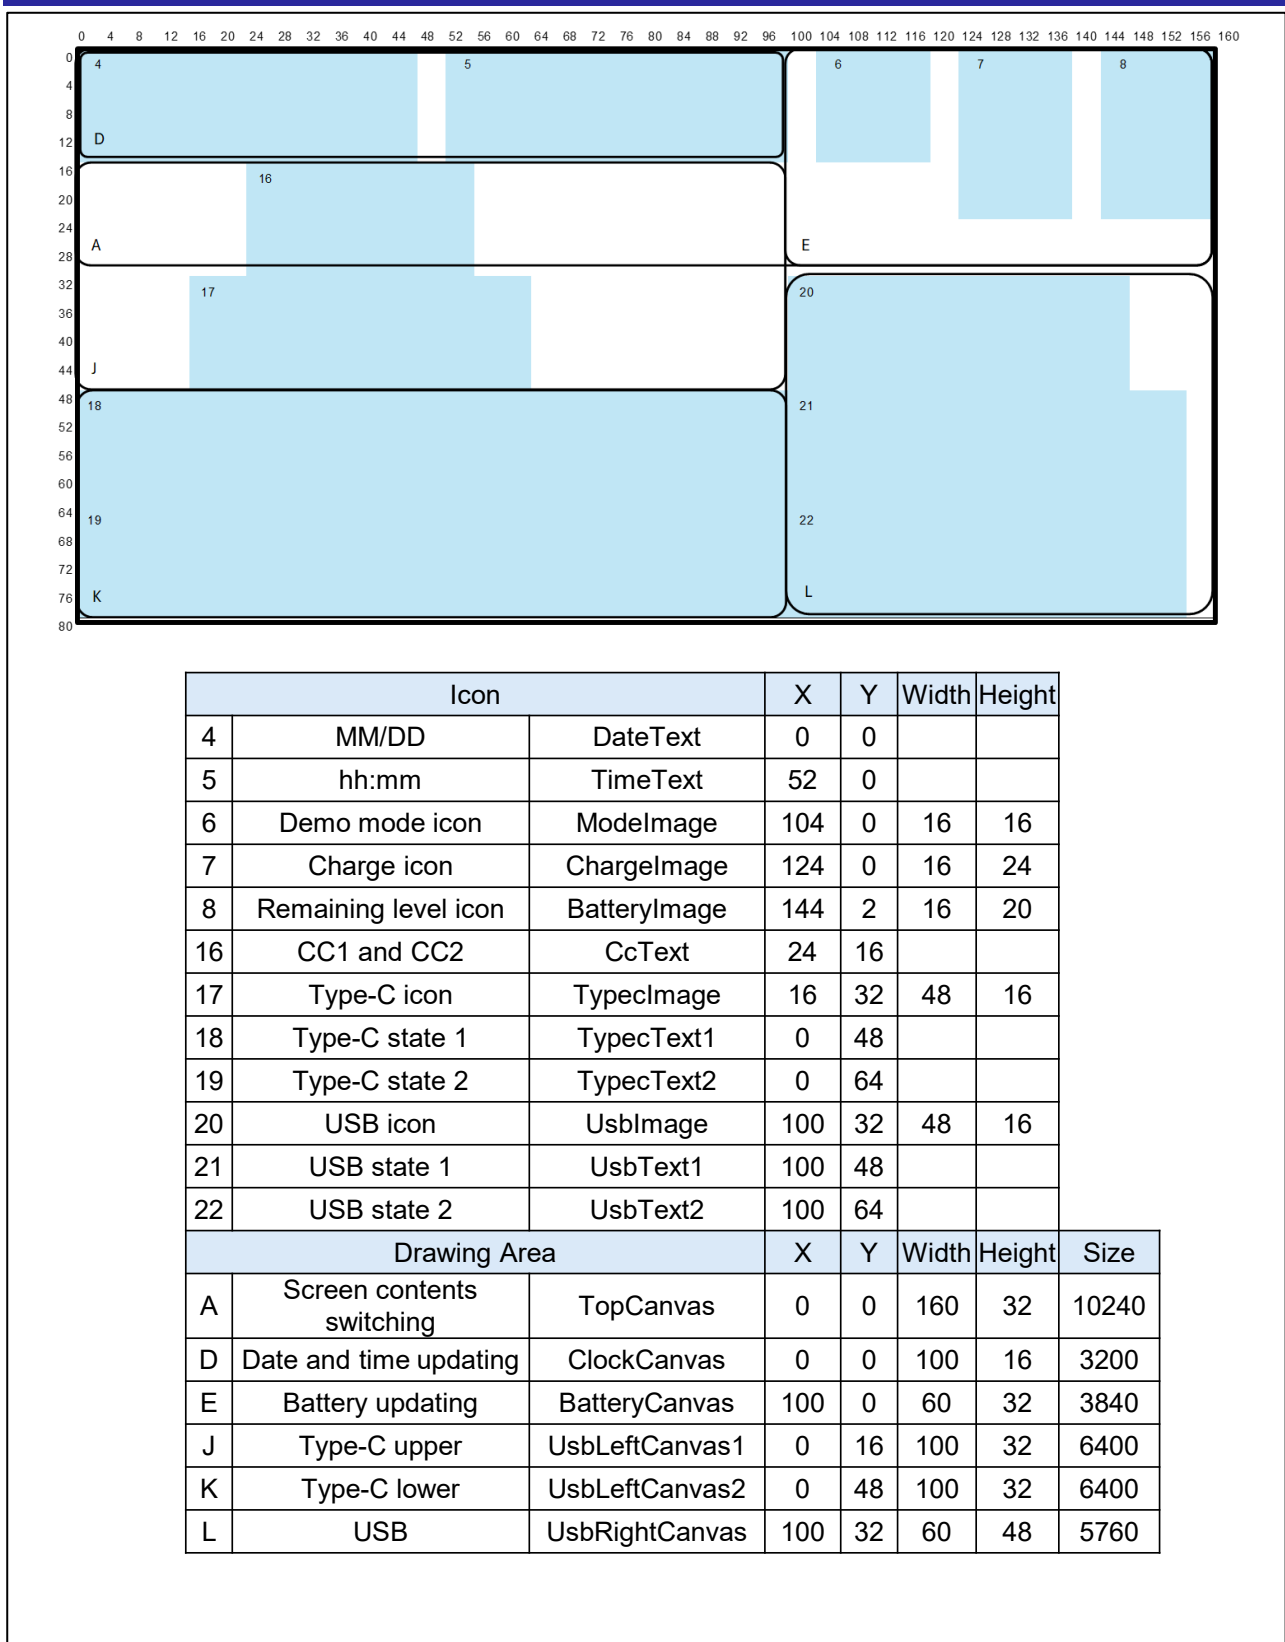 0 4 8 12 16 20 24 28 32 36 40 44 48 52 56 60 64 68 72 76 80 84 88 92 96 100 104 108 112 116 120 124 128 132 136 140 144 148 152 156 160
0
4 5 6 7 8
4
8
12 D
16
16
20
24
A E
28
32
17 20
36
40
44 J
48
18 21
52
56
60
64
19 22
68
72
76 K L
80
Icon X Y Width Height
4 MM/DD DateText 0 0
5 hh:mm TimeText 52 0
6 Demo mode icon ModeImage 104 0 16 16
7 Charge icon ChargeImage 124 0 16 24
8 Remaining level icon BatteryImage 144 2 16 20
16 CC1 and CC2 CcText 24 16
17 Type-C icon TypecImage 16 32 48 16
18 Type-C state 1 TypecText1 0 48
19 Type-C state 2 TypecText2 0 64
20 USB icon UsbImage 100 32 48 16
21 USB state 1 UsbText1 100 48
22 USB state 2 UsbText2 100 64
Drawing Area X Y Width Height Size
A Screen contents switching TopCanvas 0 0 160 32 10240
D Date and time updating ClockCanvas 0 0 100 16 3200
E Battery updating BatteryCanvas 100 0 60 32 3840
J Type-C upper UsbLeftCanvas1 0 16 100 32 6400
K Type-C lower UsbLeftCanvas2 0 48 100 32 6400
L USB UsbRightCanvas 100 32 60 48 5760